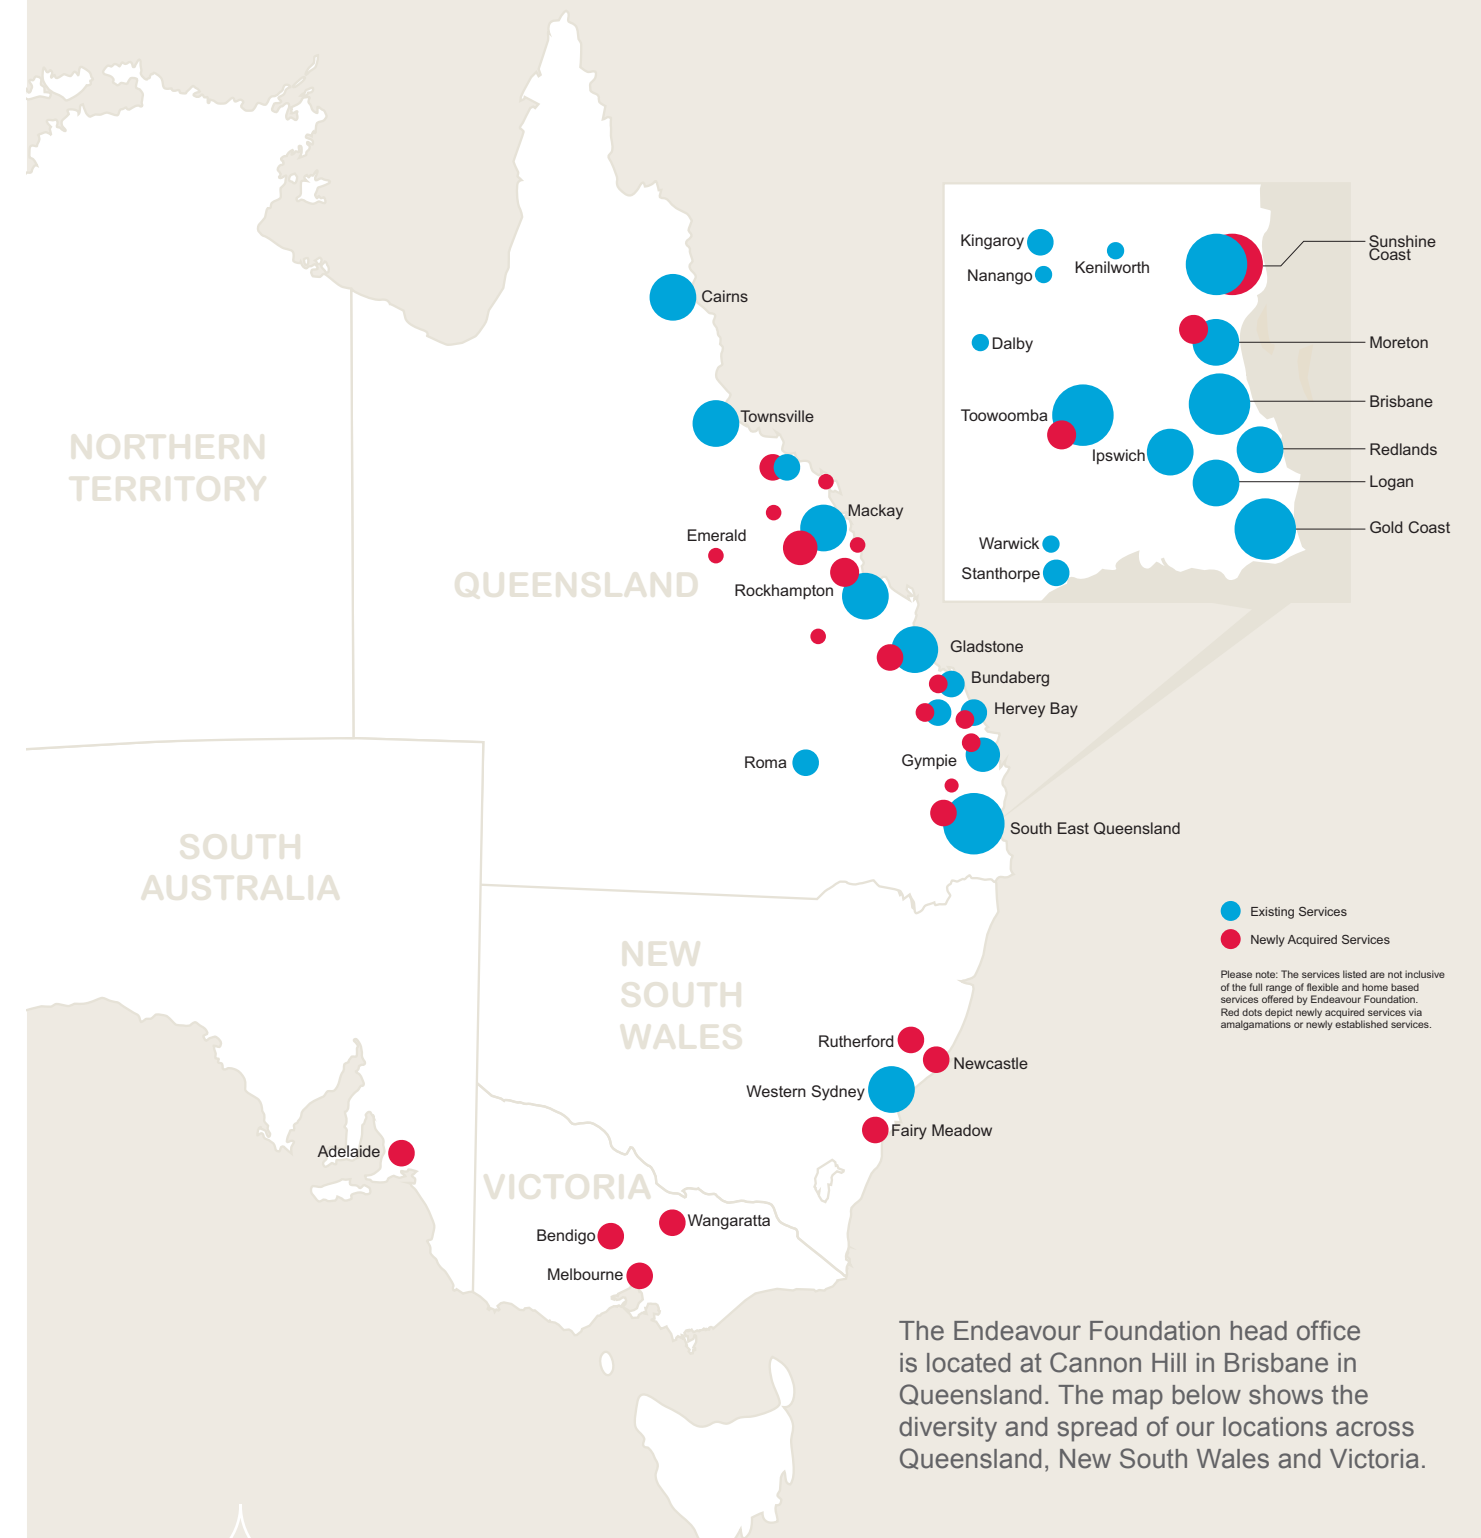 Kingaroy
Nanango
Kenilworth
Sunshine
Coast
Cairns
Dalby
Moreton
Toowoomba
Brisbane
Townsville
Ipswich
Redlands
Logan
NORTHERN
TERRITORY
Mackay
Gold Coast
Emerald
Warwick
Stanthorpe
QUEENSLAND
Rockhampton
Gladstone
Bundaberg
Hervey Bay
Roma
Gympie
South East Queensland
SOUTH
AUSTRALIA
Existing Services
Newly Acquired Services
Please note: The services listed are not inclusive
of the full range of flexible and home based
services offered by Endeavour Foundation.
Red dots depict newly acquired services via
amalgamations or newly established services.
NEW
SOUTH
WALES
Rutherford
Newcastle
Western Sydney
Fairy Meadow
Adelaide
VICTORIA
Wangaratta
Bendigo
Melbourne
The Endeavour Foundation head office
is located at Cannon Hill in Brisbane in
Queensland. The map below shows the
diversity and spread of our locations across
Queensland, New South Wales and Victoria.